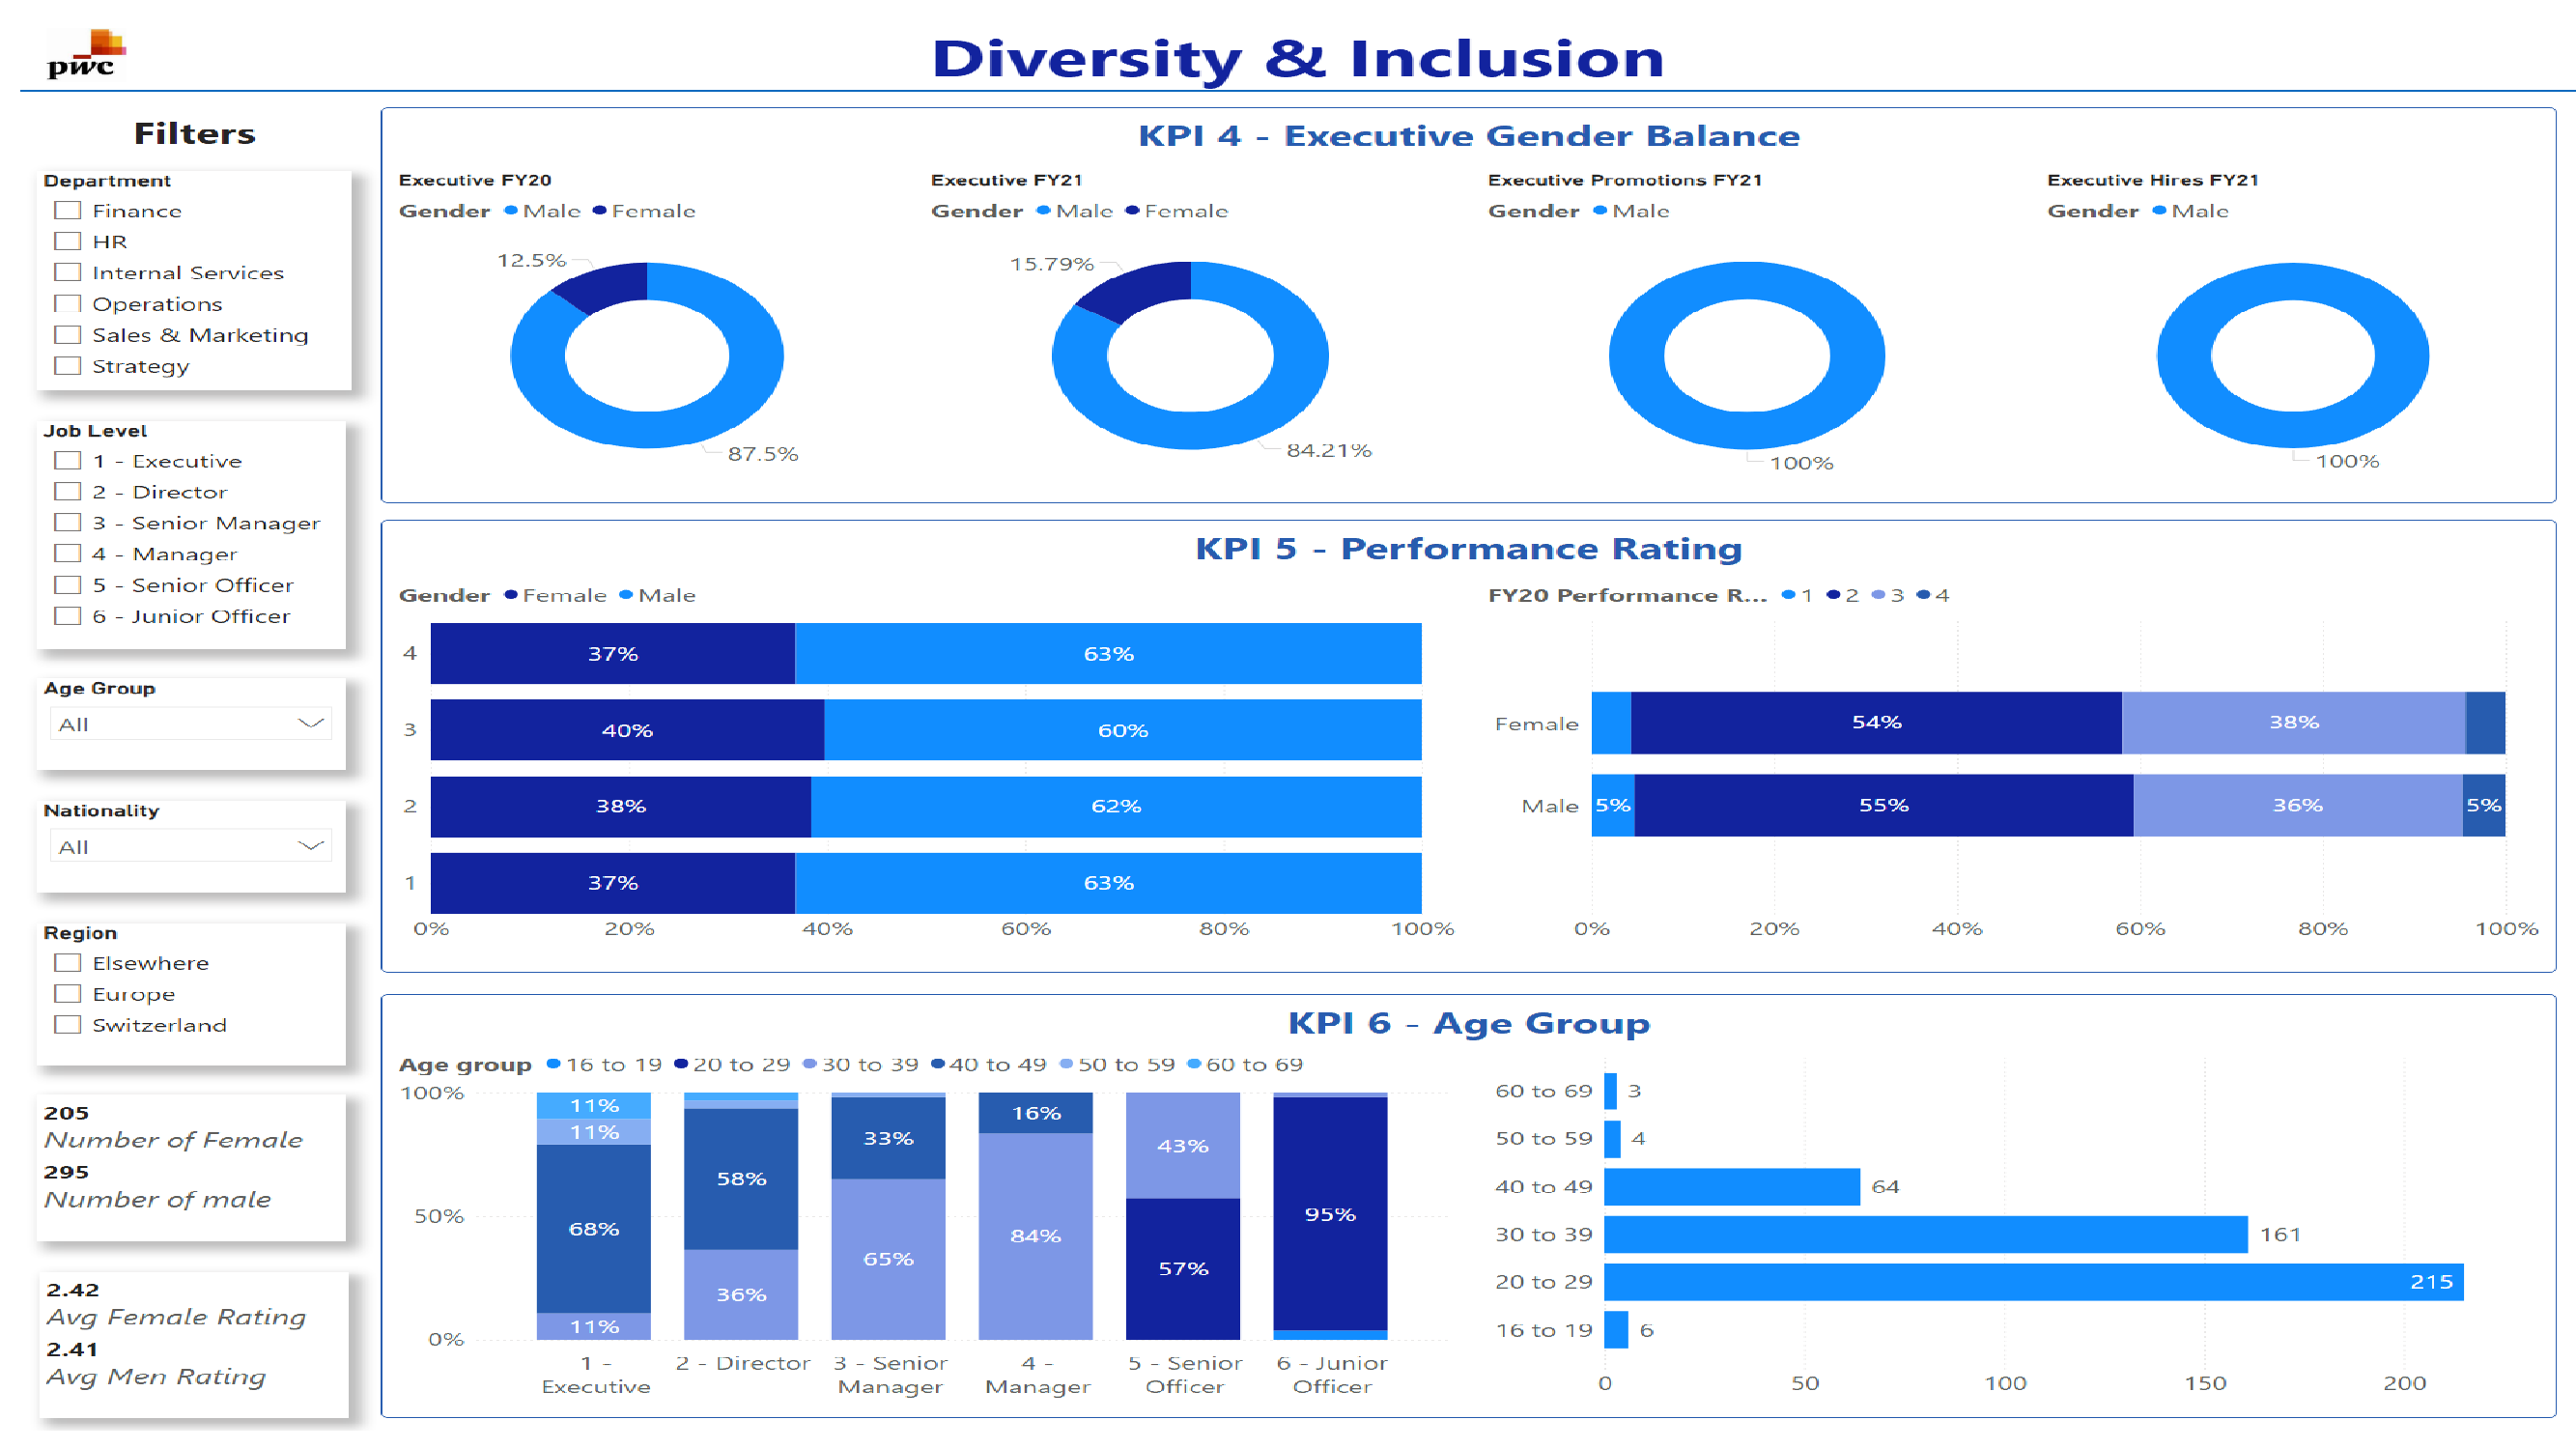 pwc
Diversity & Inclusion
Filters
Department
Finance
HR
Internal Services
Operations
Sales & Marketing
Strategy
Job Level
1 - Executive
2 - Director
3 - Senior Manager
4 - Manager
5 - Senior Officer
6 - Junior Officer
Age Group
All
Nationality
All
Region
Elsewhere
Europe
Switzerland
205
Number of Female
295
Number of male
2.42
Avg Female Rating
2.41
Avg Men Rating
KPI 4 - Executive Gender Balance
Executive FY20
Gender Male Female
12.5%
87.5%
Executive FY21
Gender Male Female
15.79%
84.21%
Executive Promotions FY21
Gender Male
100%
Executive Hires FY21
Gender Male
100%
KPI 5 - Performance Rating
Gender Female Male
4 37% 63%
3 40% 60%
2 38% 62%
1 37% 63%
0% 20% 40% 60% 80% 100%
FY20 Performance R... 1 2 3 4
Female 54% 38%
Male 5% 55% 36% 5%
0% 20% 40% 60% 80% 100%
KPI 6 - Age Group
Age group 16 to 19 20 to 29 30 to 39 40 to 49 50 to 59 60 to 69
100%
50%
0%
11%
11%
68%
11%
58%
36%
33%
65%
16%
84%
43%
57%
95%
1 -
Executive
2 - Director
3 - Senior
Manager
4 -
Manager
5 - Senior
Officer
6 - Junior
Officer
60 to 69 3
50 to 59 4
40 to 49 64
30 to 39 161
20 to 29 215
16 to 19 6
0 50 100 150 200